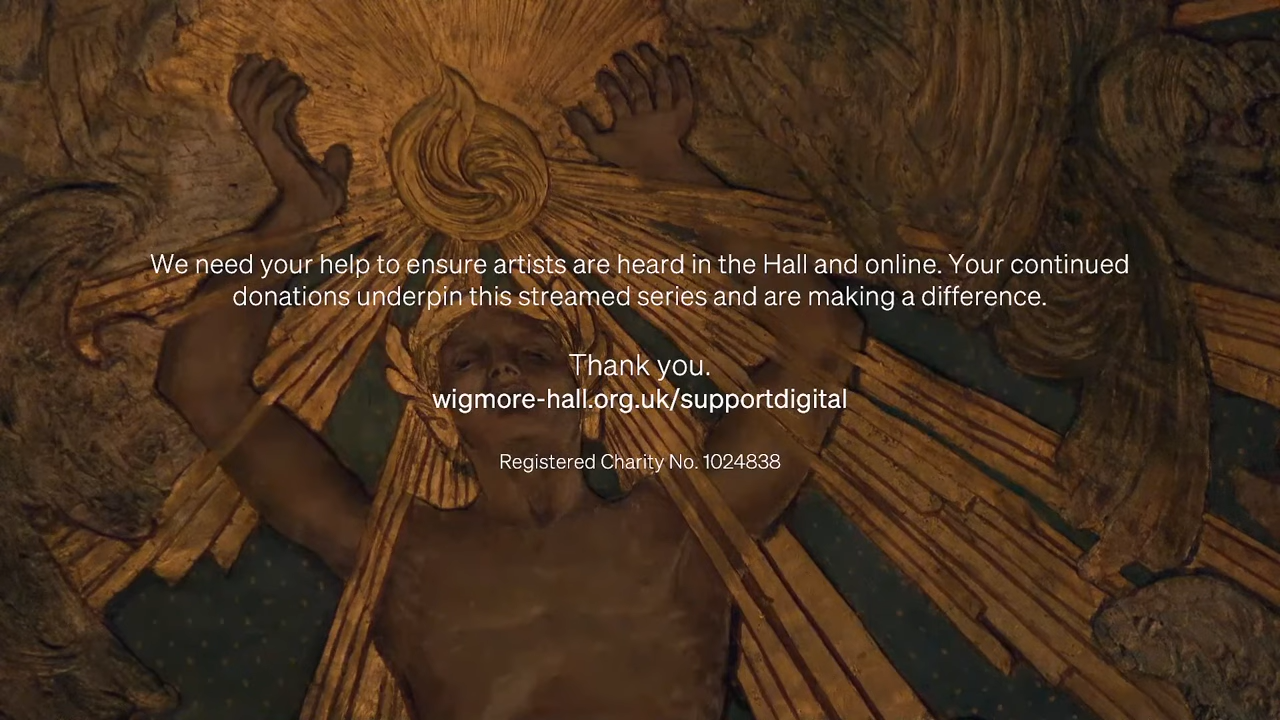 We need your help to ensure artists are heard in the Hall and online. Your continued
donations underpin this streamed series and are making a difference.
Thank you.
wigmore-hall.org.uk/supportdigital
Registered Charity No. 1024838